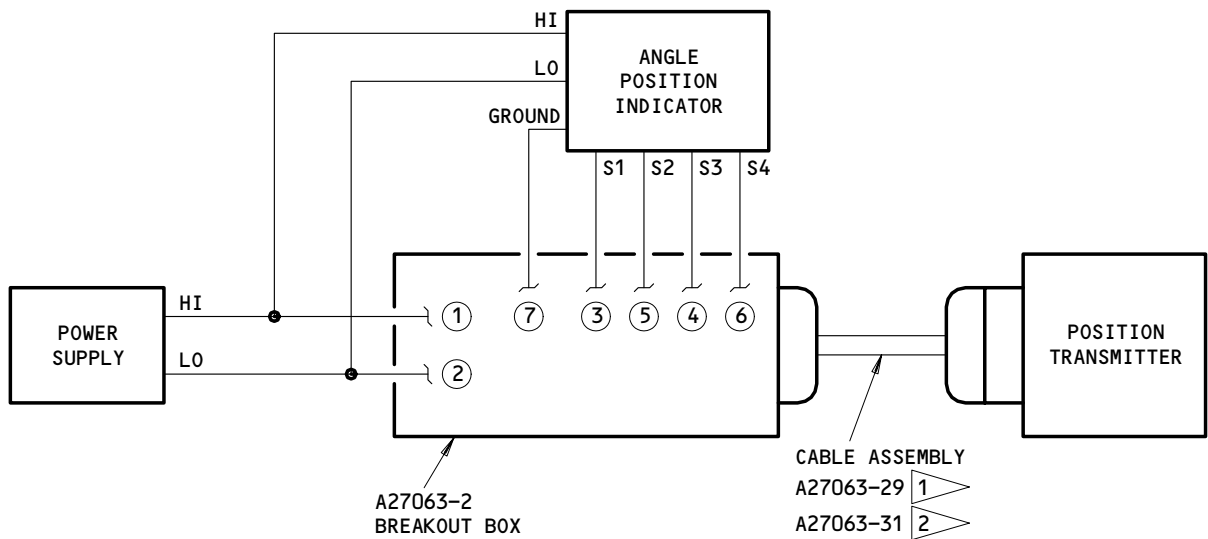 HI
LO
GROUND
ANGLE
POSITION
INDICATOR
S1 S2 S3 S4
POWER
SUPPLY
HI
LO
1 7 3 5 4 6
2
POSITION
TRANSMITTER
A27063-2
BREAKOUT BOX
CABLE ASSEMBLY
A27063-29 1
A27063-31 2